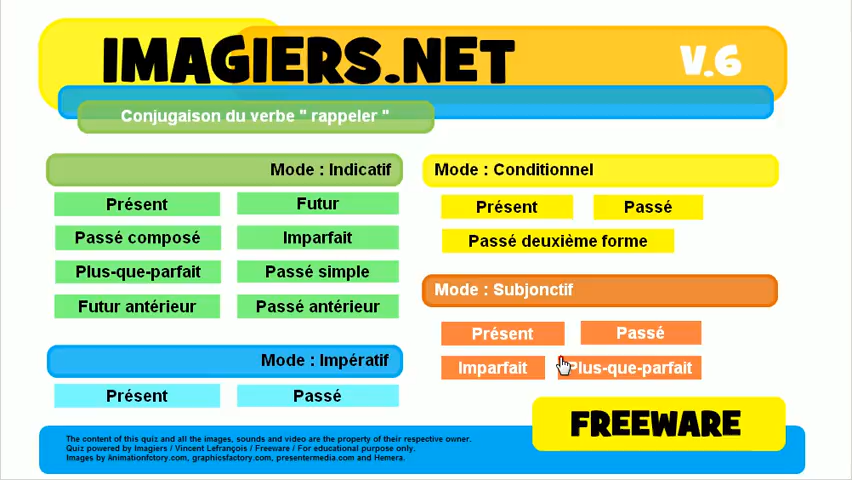 IMAGIERS.NET
V.6
Conjugaison du verbe " rappeler "
Mode : Indicatif
Présent
Futur
Passé composé
Imparfait
Plus-que-parfait
Passé simple
Futur antérieur
Passé antérieur
Mode : Impératif
Présent
Passé
Mode : Conditionnel
Présent
Passé
Passé deuxième forme
Mode : Subjonctif
Présent
Passé
Imparfait
Plus-que-parfait
FREEWARE
The content of this quiz and all the images, sounds and video are the property of their respective owner.
Quiz powered by Imagiers / Vincent Lefrançois / Freeware / For educational purpose only.
Images by Animationfctory.com, graphicsfactory.com, presentermedia.com and Hemera.